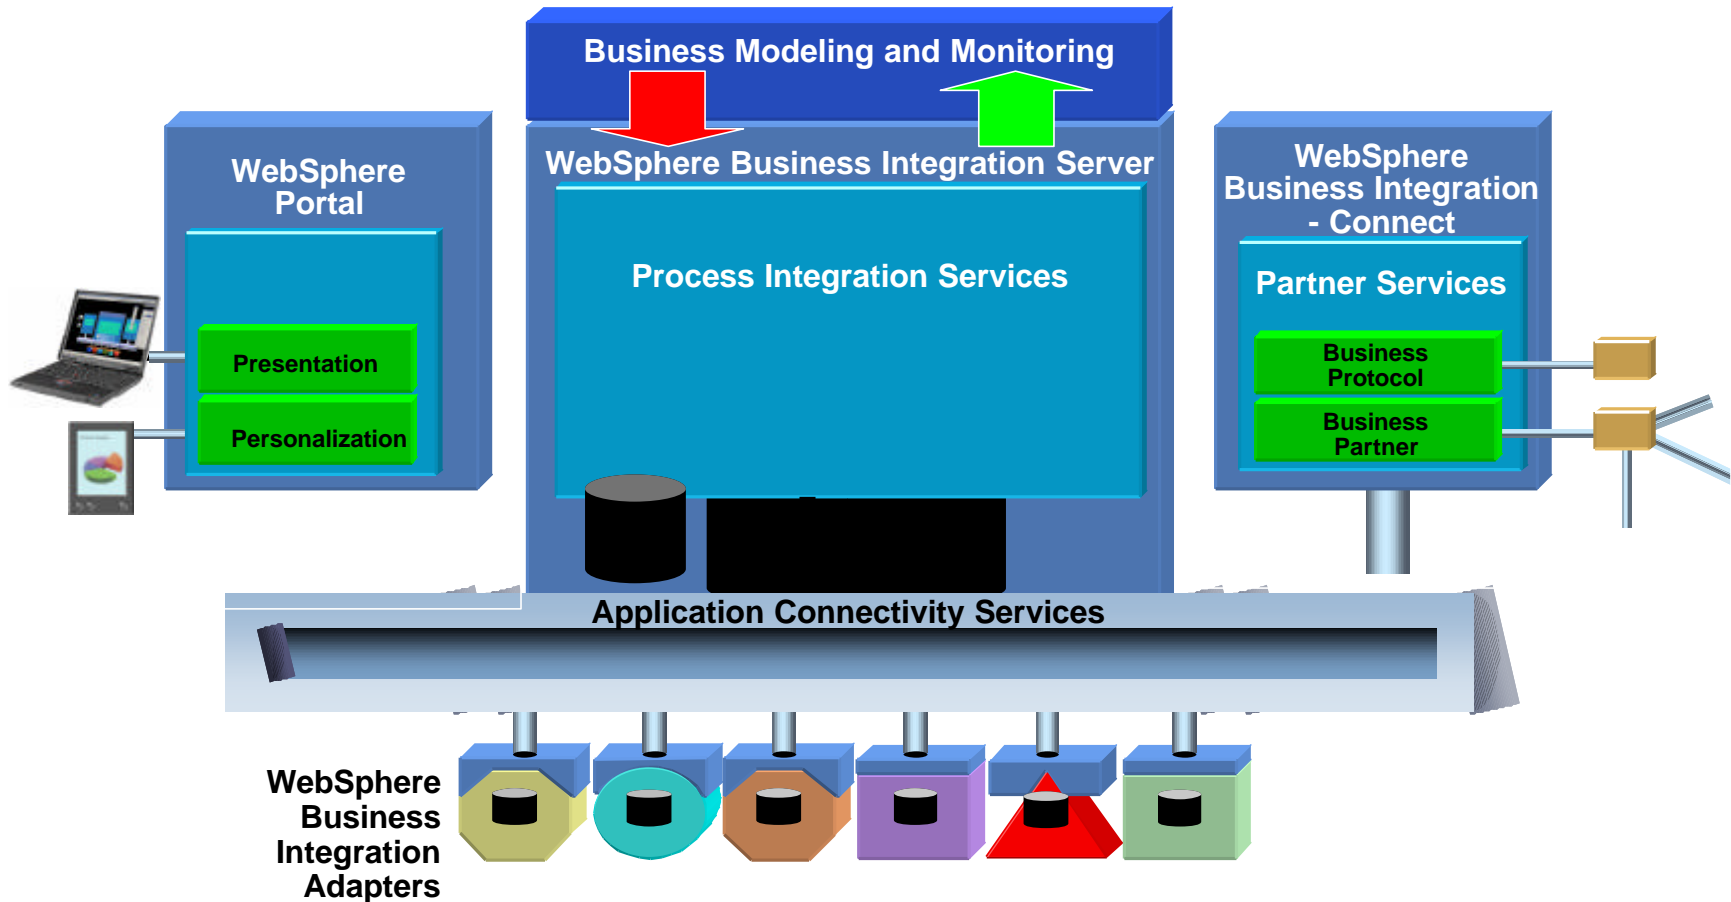 Business Modeling and Monitoring
WebSphere Business Integration Server
Process Integration Services
WebSphere
Portal
Presentation
Personalization
WebSphere
Business Integration
- Connect
Partner Services
Business
Protocol
Business
Partner
Application Connectivity Services
WebSphere
Business
Integration
Adapters